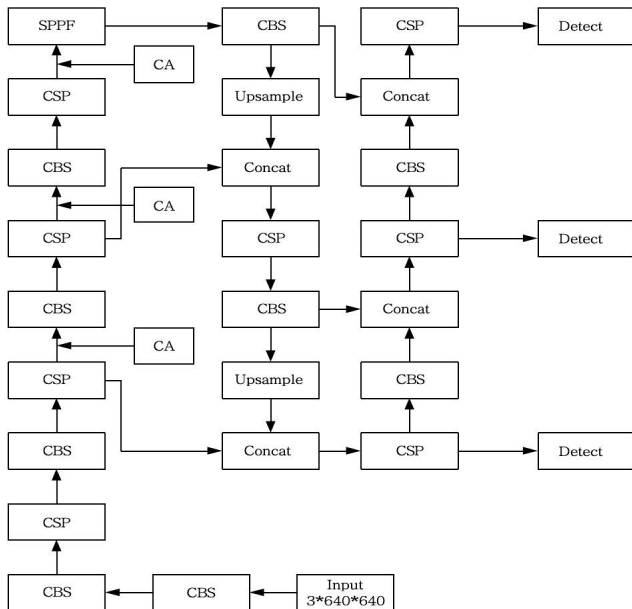 SPPF
CBS
CSP
Detect
CA
CSP
Upsample
Concat
CBS
Concat
CBS
CA
CSP
CSP
CSP
Detect
CBS
CBS
Concat
CA
CSP
Upsample
CBS
CBS
Concat
CSP
Detect
CSP
CBS
CBS
Input
3*640*640